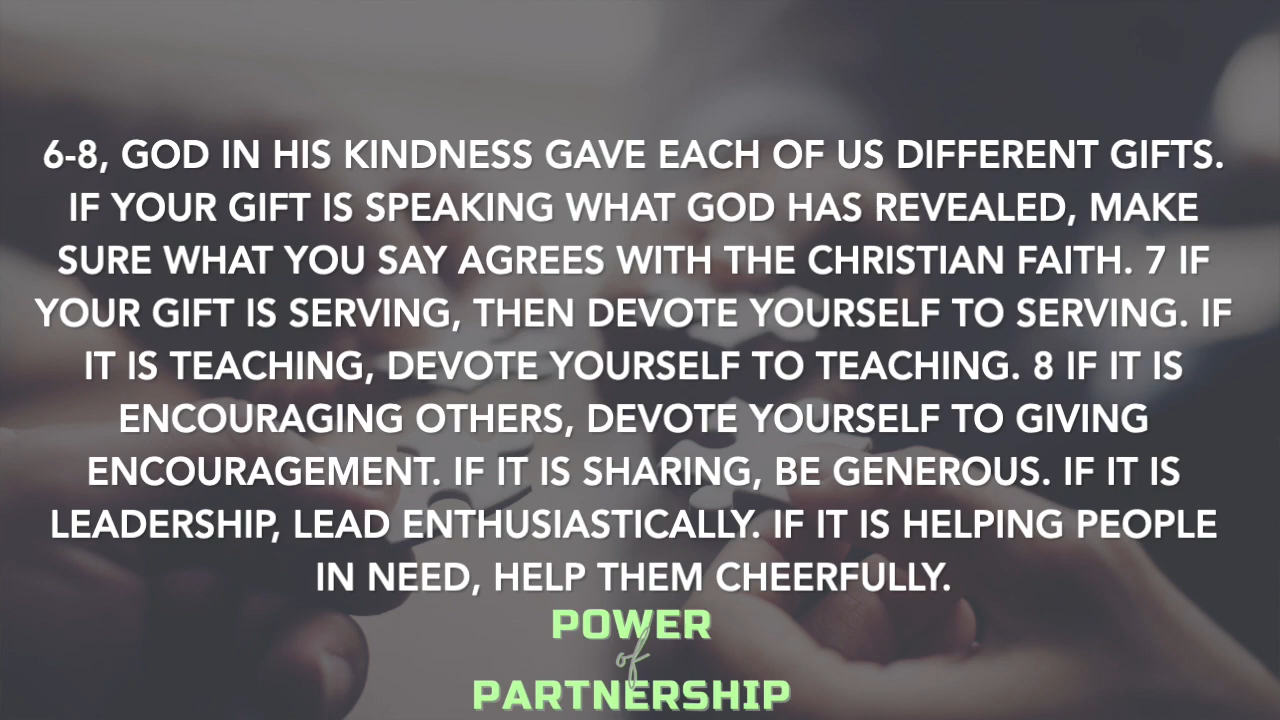 6-8, GOD IN HIS KINDNESS GAVE EACH OF US DIFFERENT GIFTS.
IF YOUR GIFT IS SPEAKING WHAT GOD HAS REVEALED, MAKE
SURE WHAT YOU SAY AGREES WITH THE CHRISTIAN FAITH. 7 IF
YOUR GIFT IS SERVING, THEN DEVOTE YOURSELF TO SERVING. IF
IT IS TEACHING, DEVOTE YOURSELF TO TEACHING. 8 IF IT IS
ENCOURAGING OTHERS, DEVOTE YOURSELF TO GIVING
ENCOURAGEMENT. IF IT IS SHARING, BE GENEROUS. IF IT IS
LEADERSHIP, LEAD ENTHUSIASTICALLY. IF IT IS HELPING PEOPLE
IN NEED, HELP THEM CHEERFULLY.
POWER
of
PARTNERSHIP